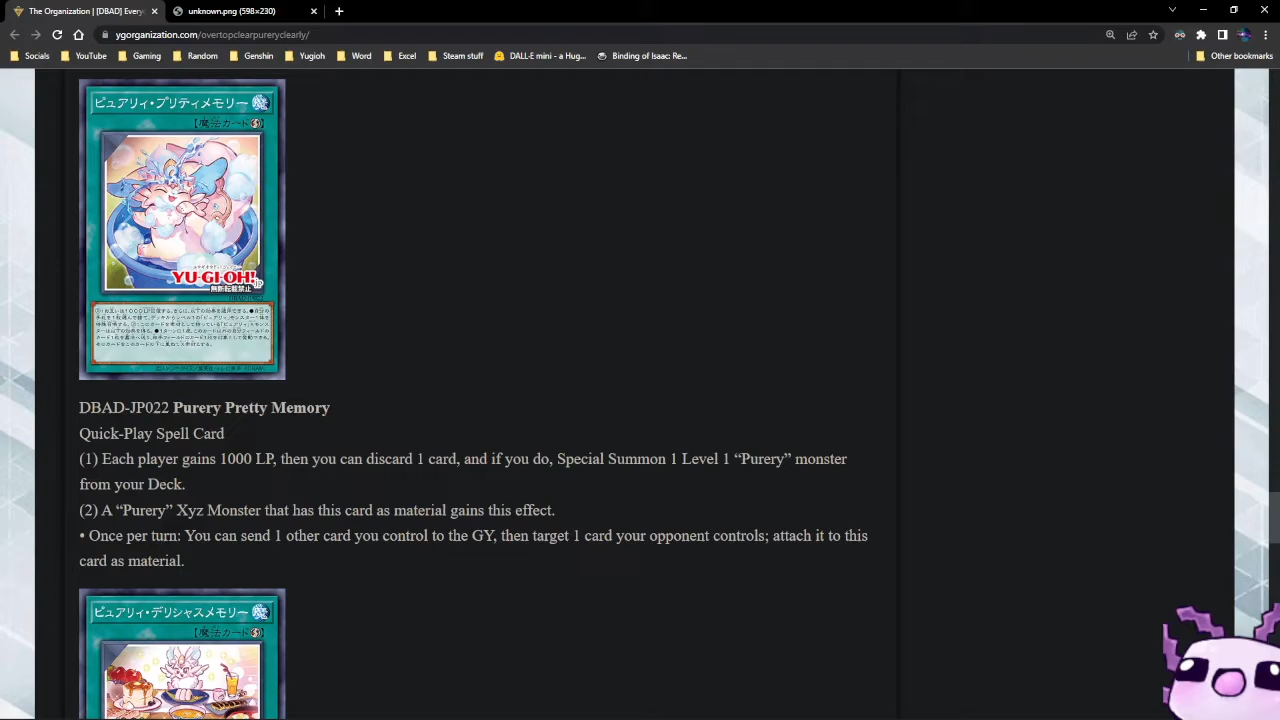 The Organization | [DBAD] Every
unknown.png (598×230)
ygorganization.com/overtopclearpureryclearly/
Socials
YouTube
Gaming
Random
Genshin
Yugioh
Word
Excel
Steam stuff
DALL-E mini - a Hug...
Binding of Isaac: Re...
Other bookmarks
ピュアリィ・プリティメモリー
【魔法カード
YU-GI-OH!
無断転載禁止
DBAD-JP022 Purery Pretty Memory
Quick-Play Spell Card
(1) Each player gains 1000 LP, then you can discard 1 card, and if you do, Special Summon 1 Level 1 “Purery” monster
from your Deck.
(2) A “Purery” Xyz Monster that has this card as material gains this effect.
• Once per turn: You can send 1 other card you control to the GY, then target 1 card your opponent controls; attach it to this
card as material.
ピュアリィ・デリシャスメモリー
【魔法カード